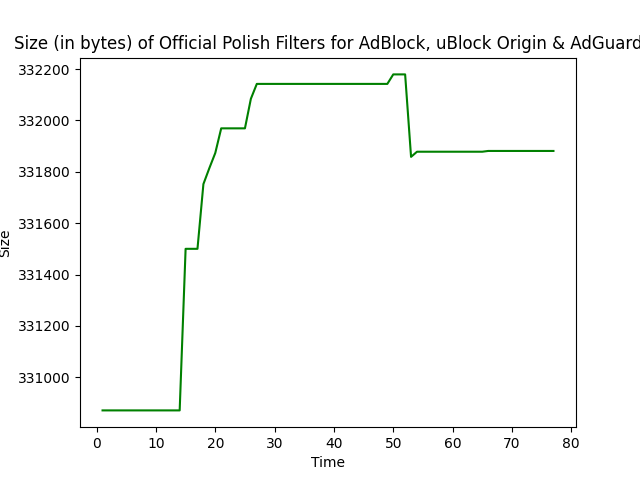 Size (in bytes) of Official Polish Filters for AdBlock, uBlock Origin & AdGuard
332200
332000
331800
331600
331400
331200
331000
Size
0 10 20 30 40 50 60 70 80
Time